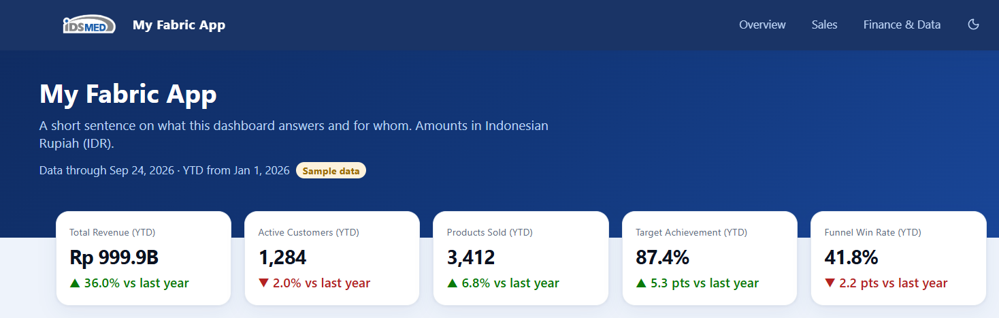 iDSMED My Fabric App Overview Sales Finance & Data
My Fabric App
A short sentence on what this dashboard answers and for whom. Amounts in Indonesian
Rupiah (IDR).
Data through Sep 24, 2026 · YTD from Jan 1, 2026 Sample data
Total Revenue (YTD)
Rp 999.9B
▲ 36.0% vs last year
Active Customers (YTD)
1,284
▼ 2.0% vs last year
Products Sold (YTD)
3,412
▲ 6.8% vs last year
Target Achievement (YTD)
87.4%
▲ 5.3 pts vs last year
Funnel Win Rate (YTD)
41.8%
▼ 2.2 pts vs last year